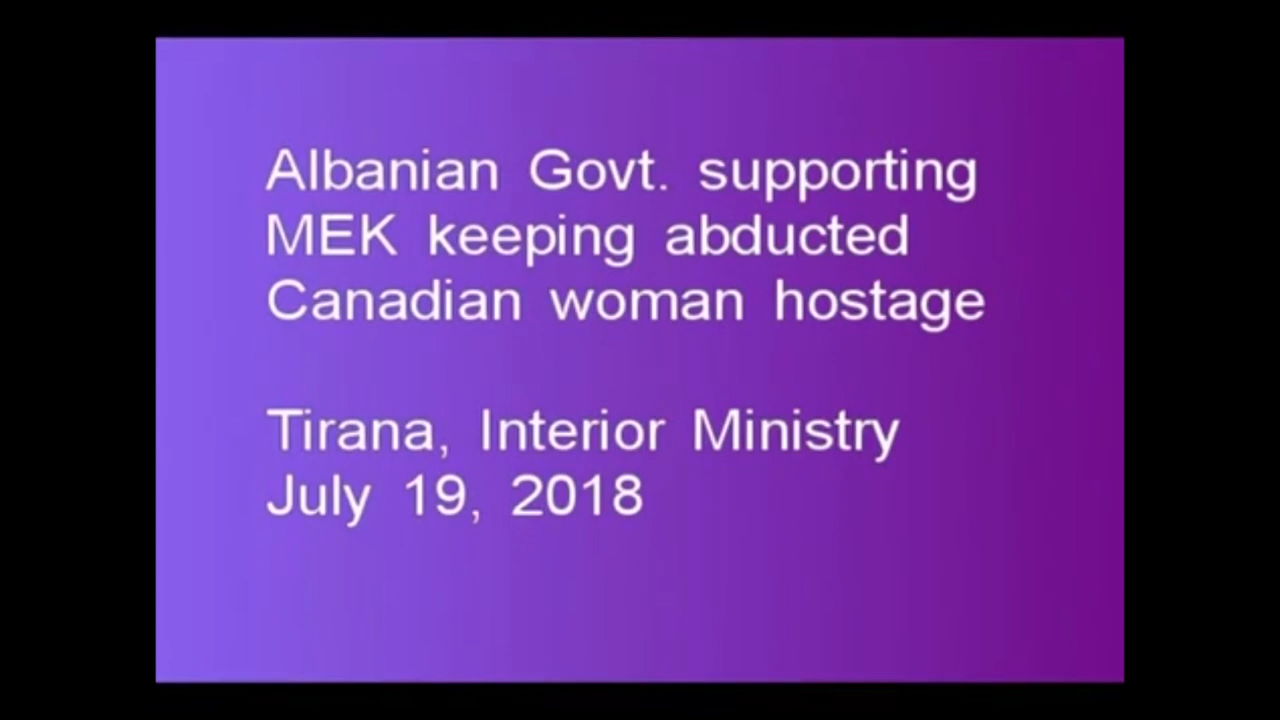 Albanian Govt. supporting
MEK keeping abducted
Canadian woman hostage
Tirana, Interior Ministry
July 19, 2018